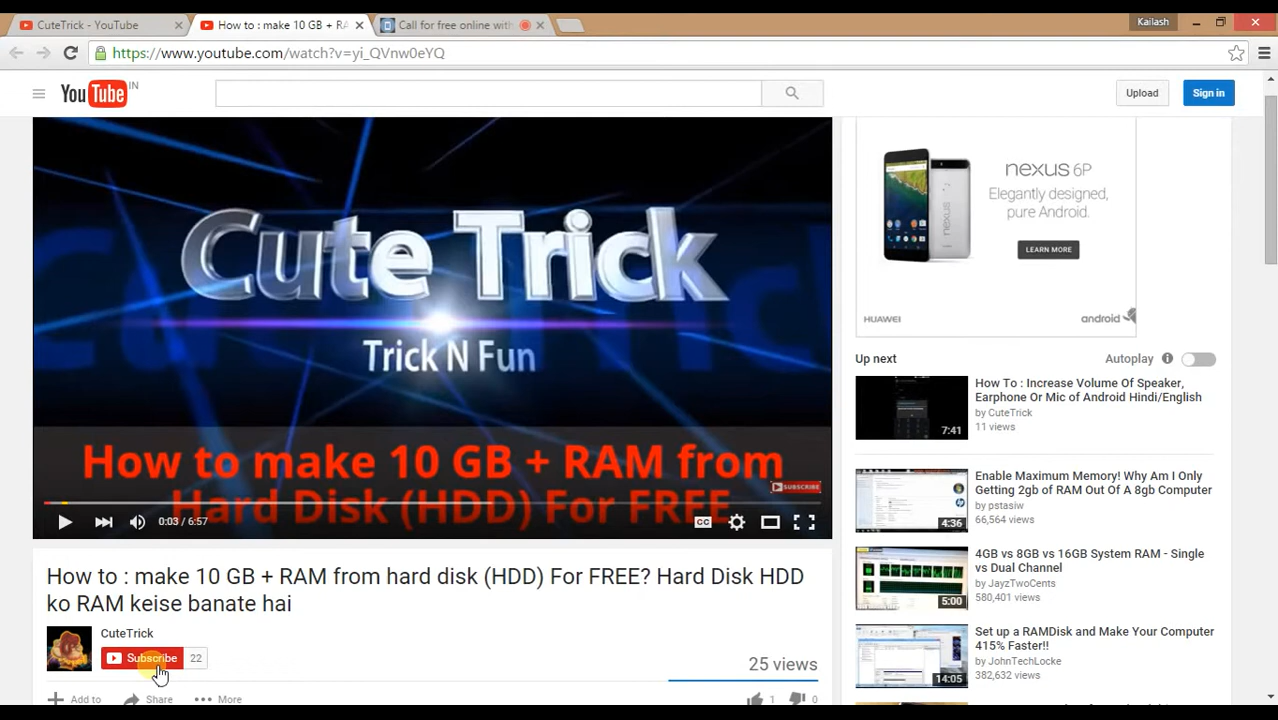 CuteTrick - YouTube
How to : make 10 GB + RA
Call for free online with
Kailash
https://www.youtube.com/watch?v=yi_QVnw0eYQ
YouTube IN
Upload
Sign in
Cute Trick
Trick N Fun
How to make 10 GB + RAM from
(HDD) For FREE
SUBSCRIBE
0:03 / 6:57
CC
How to : make 10 GB + RAM from hard disk (HDD) For FREE? Hard Disk HDD
ko RAM keise banate hai
CuteTrick
Subscribe 22
25 views
Add to
Share
More
1
0
nexus 6P
Elegantly designed,
pure Android.
LEARN MORE
HUAWEI
android
Up next
Autoplay
How To : Increase Volume Of Speaker,
Earphone Or Mic of Android Hindi/English
by CuteTrick
11 views
7:41
Enable Maximum Memory! Why Am I Only
Getting 2gb of RAM Out Of A 8gb Computer
by pstasiw
66,564 views
4:36
4GB vs 8GB vs 16GB System RAM - Single
vs Dual Channel
by JayzTwoCents
580,401 views
5:00
Set up a RAMDisk and Make Your Computer
415% Faster!!
by JohnTechLocke
382,632 views
14:05